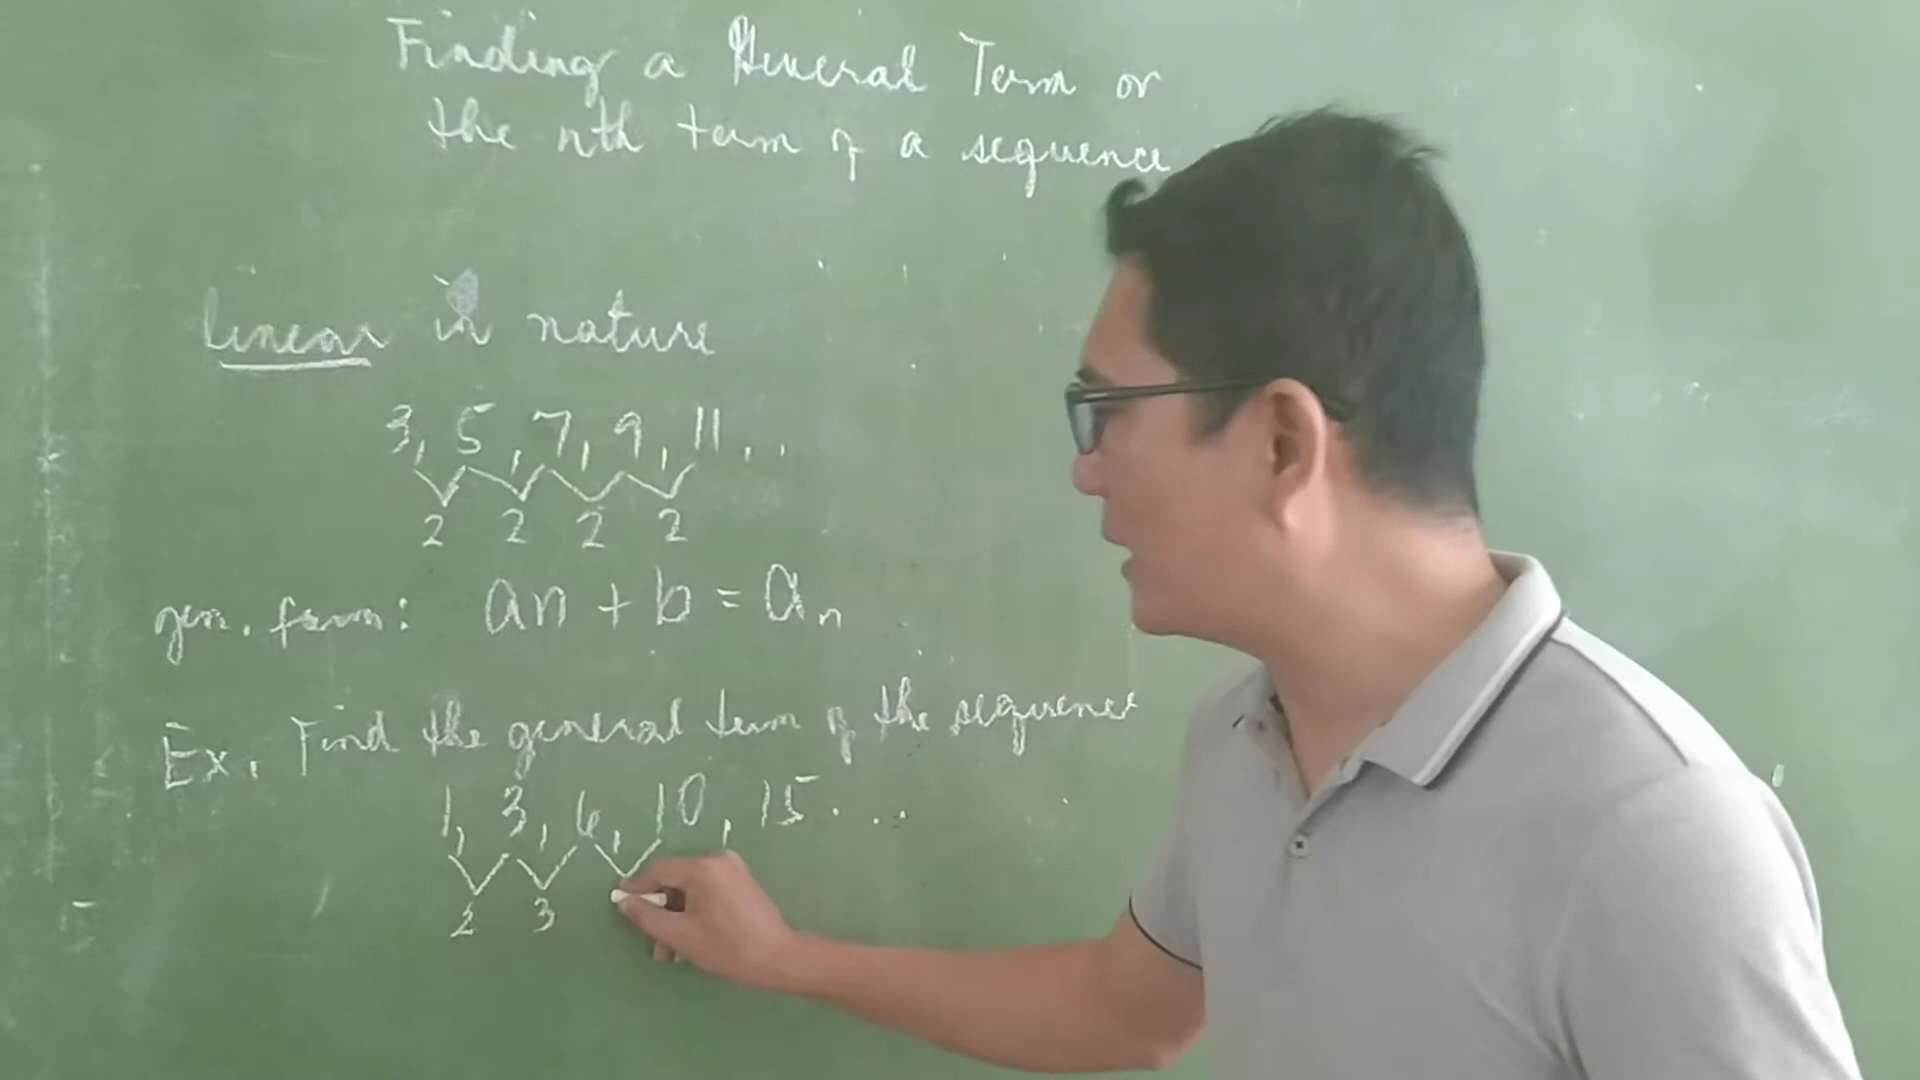 Finding a General Term or
the nth term of a sequence
linear in nature
3, 5, 7, 9, 11...
2 2 2 2
gen. form: an + b = aₙ
Ex. Find the general term of the sequence
1, 3, 6, 10, 15...
2 3